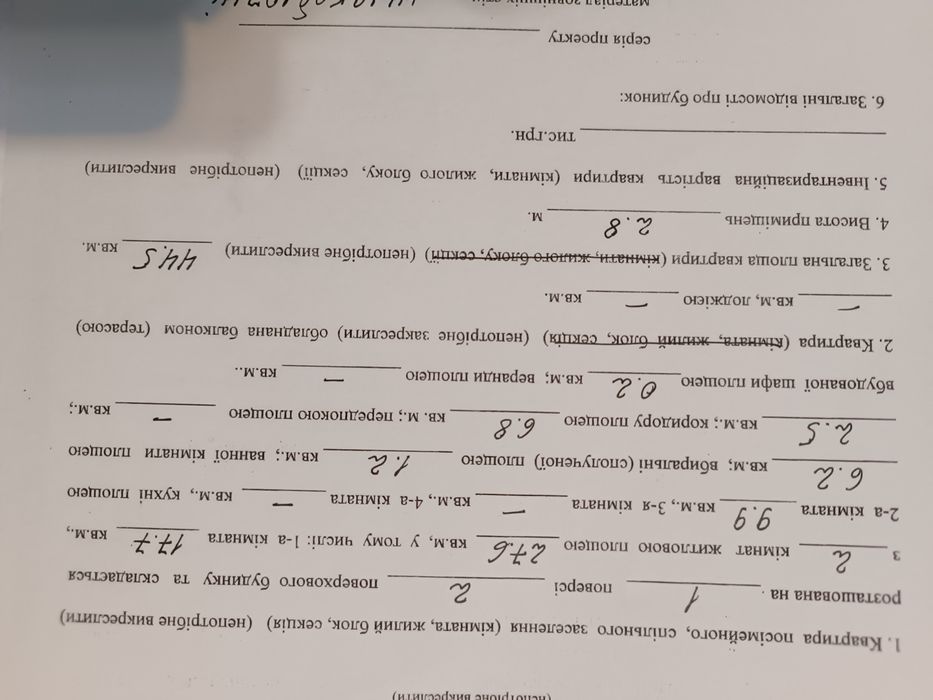 (непотрібне викреслити)
1. Квартира посімейного, спільного заселення (кімната, жилий блок, секція) (непотрібне викреслити)
розташована на 1 поверсі 2 поверхового будинку та складається
з 2 кімнат житловою площею 27.6 кв.м, у тому числі: 1-а кімната 17.7 кв.м.,
2-а кімната 9.9 кв.м., 3-я кімната — кв.м., 4-а кімната — кв.м., кухні площею
6.2 кв.м; вбиральні (сполученої) площею 1.2 кв.м.; ванної кімнати площею
2.5 кв.м.; коридору площею 6.8 кв. м.; передпокою площею — кв.м.;
вбудованої шафи площею 0.2 кв.м; веранди площею — кв.м..
2. Квартира (кімната, жилий блок, секція) (непотрібне закреслити) обладнана балконом (терасою)
— кв.м, лоджією — кв.м.
3. Загальна площа квартири (кімнати, жилого блоку, секції) (непотрібне викреслити) 44.5 кв.м.
4. Висота приміщень 2.8 м.
5. Інвентаризаційна вартість квартири (кімнати, жилого блоку, секції) (непотрібне викреслити)
тис.грн.
6. Загальні відомості про будинок:
серія проекту
матеріал зовнішніх стін